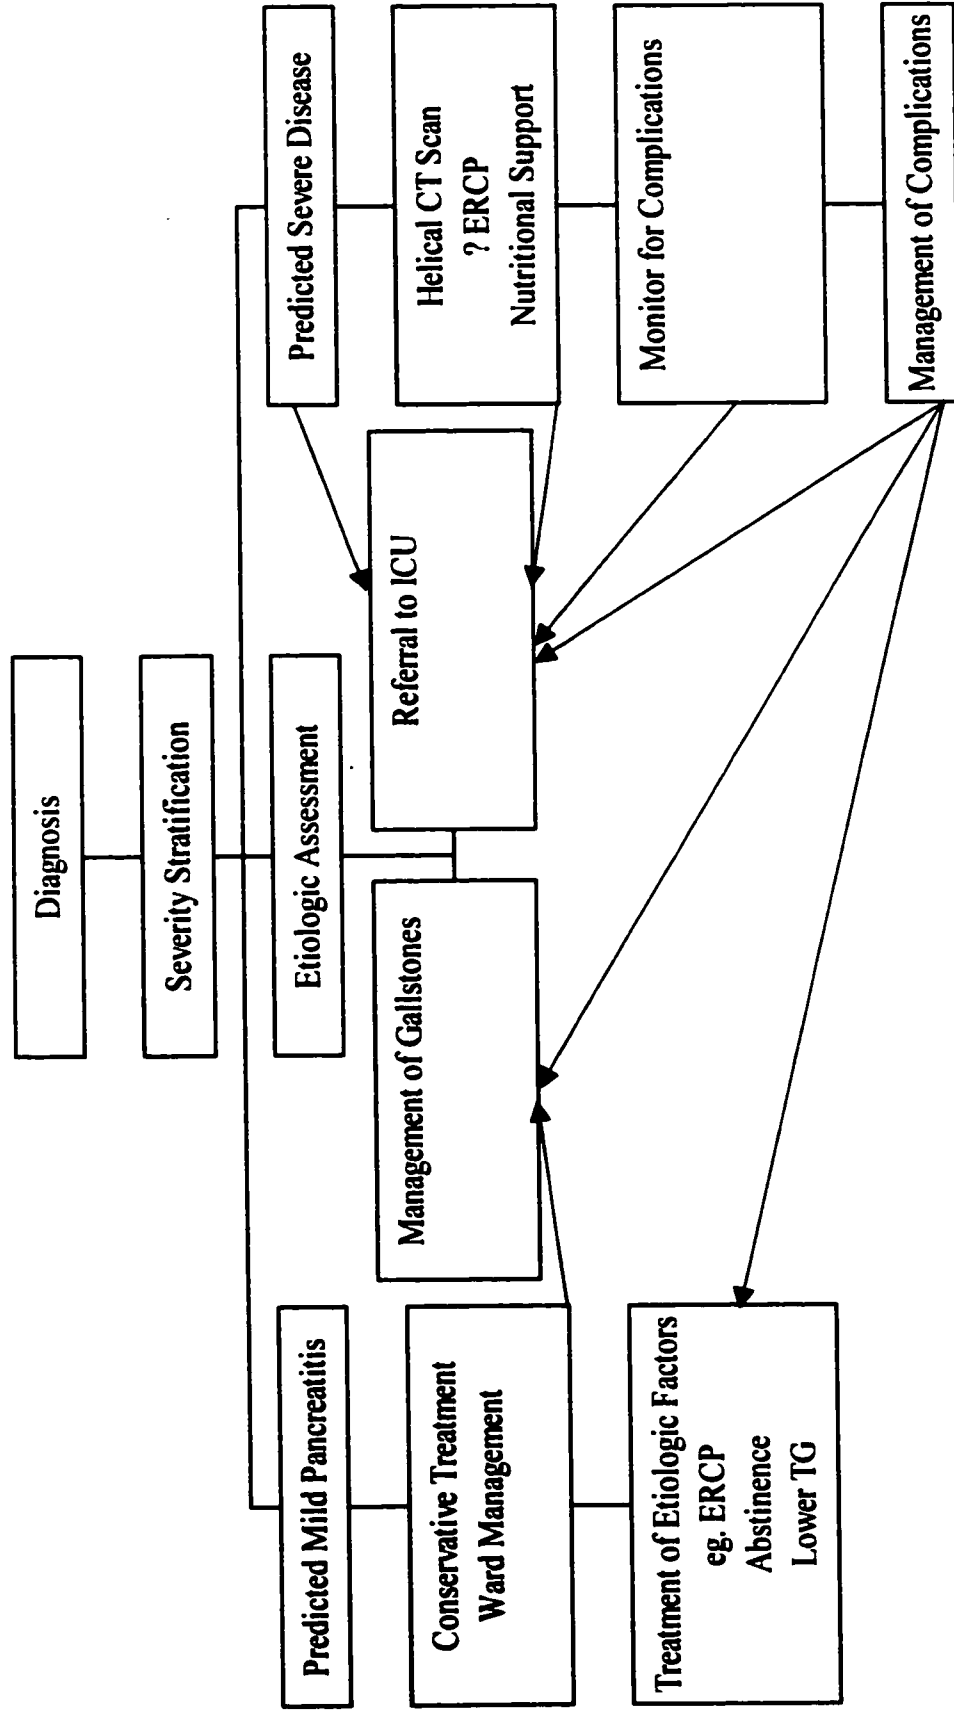 Diagnosis
Severity Stratification
Etiologic Assessment
Predicted Mild Pancreatitis
Predicted Severe Disease
Conservative Treatment
Ward Management
Management of Gallstones
Referral to ICU
Helical CT Scan
? ERCP
Nutritional Support
Treatment of Etiologic Factors
eg. ERCP
Abstinence
Lower TG
Monitor for Complications
Management of Complications